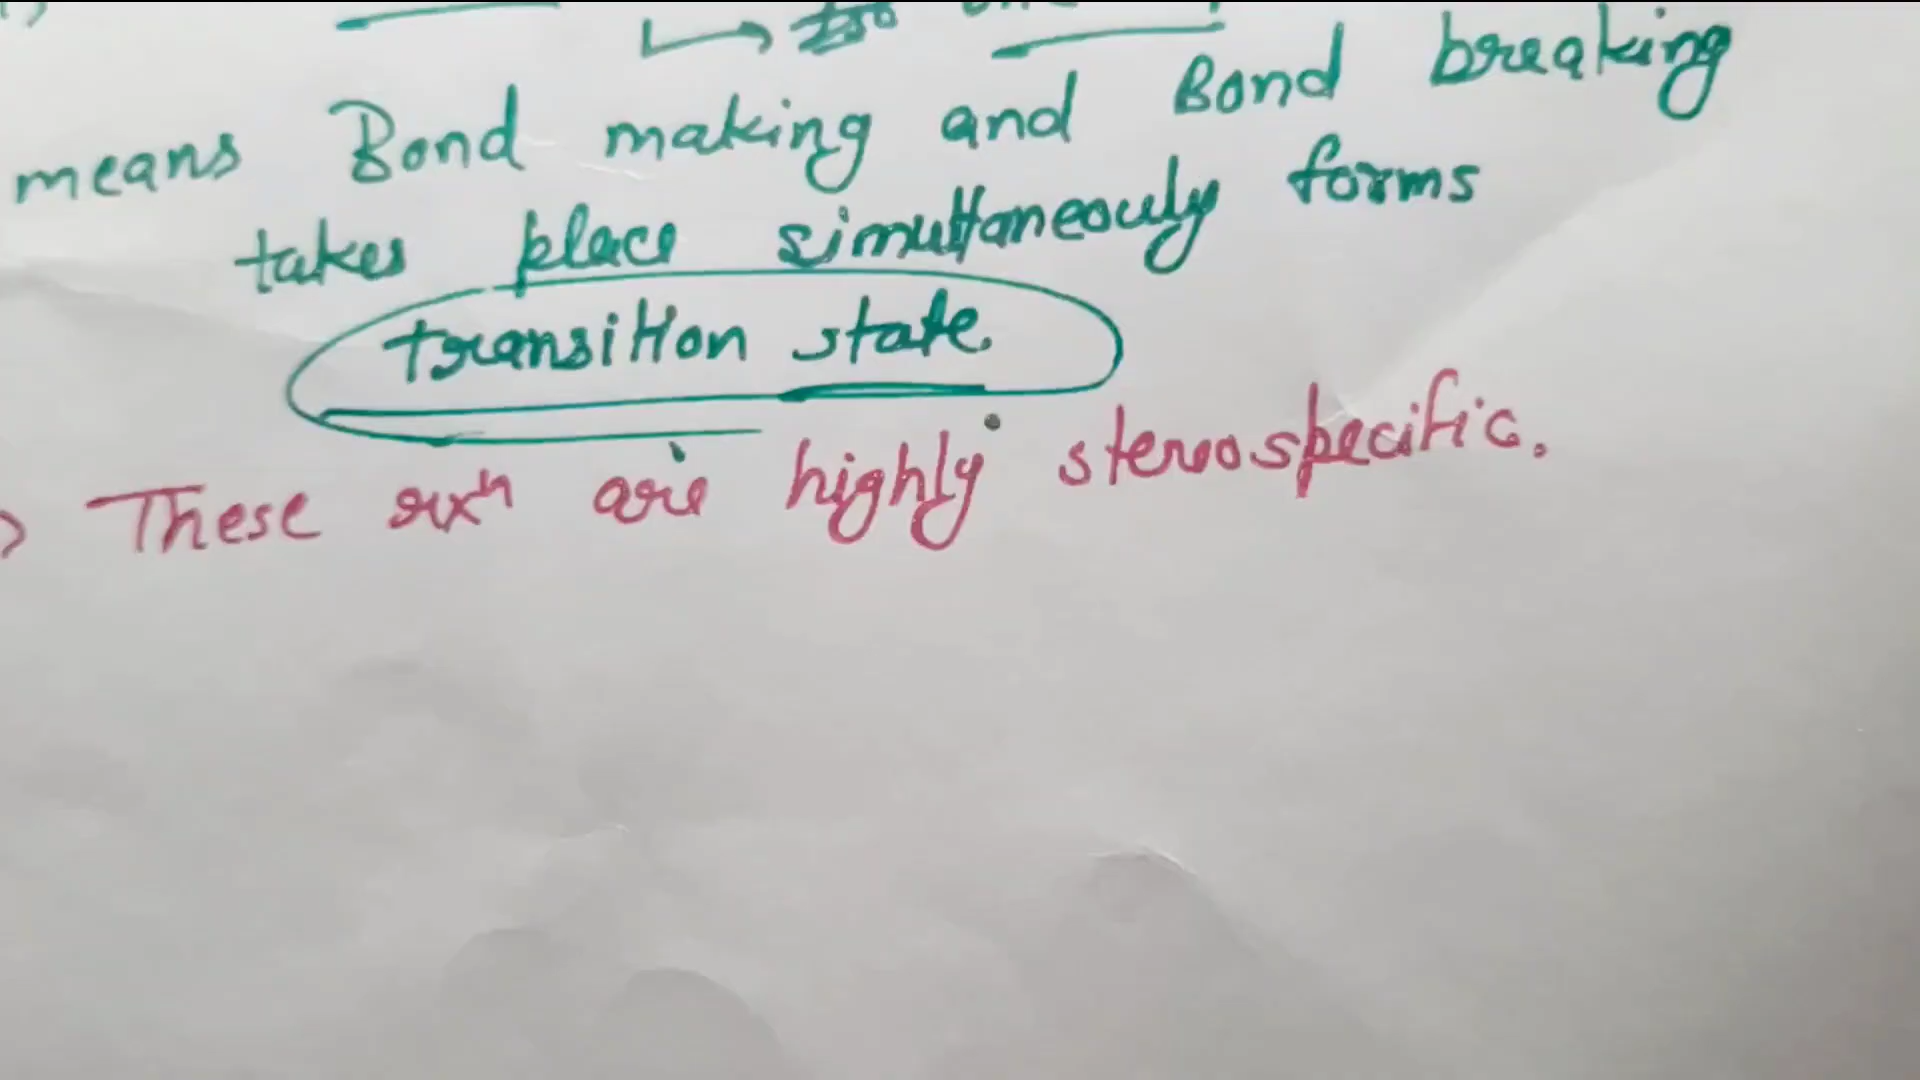 means Bond making and Bond breaking
takes place simultaneouly forms
transition state.
These rxⁿ are highly stereospecific.